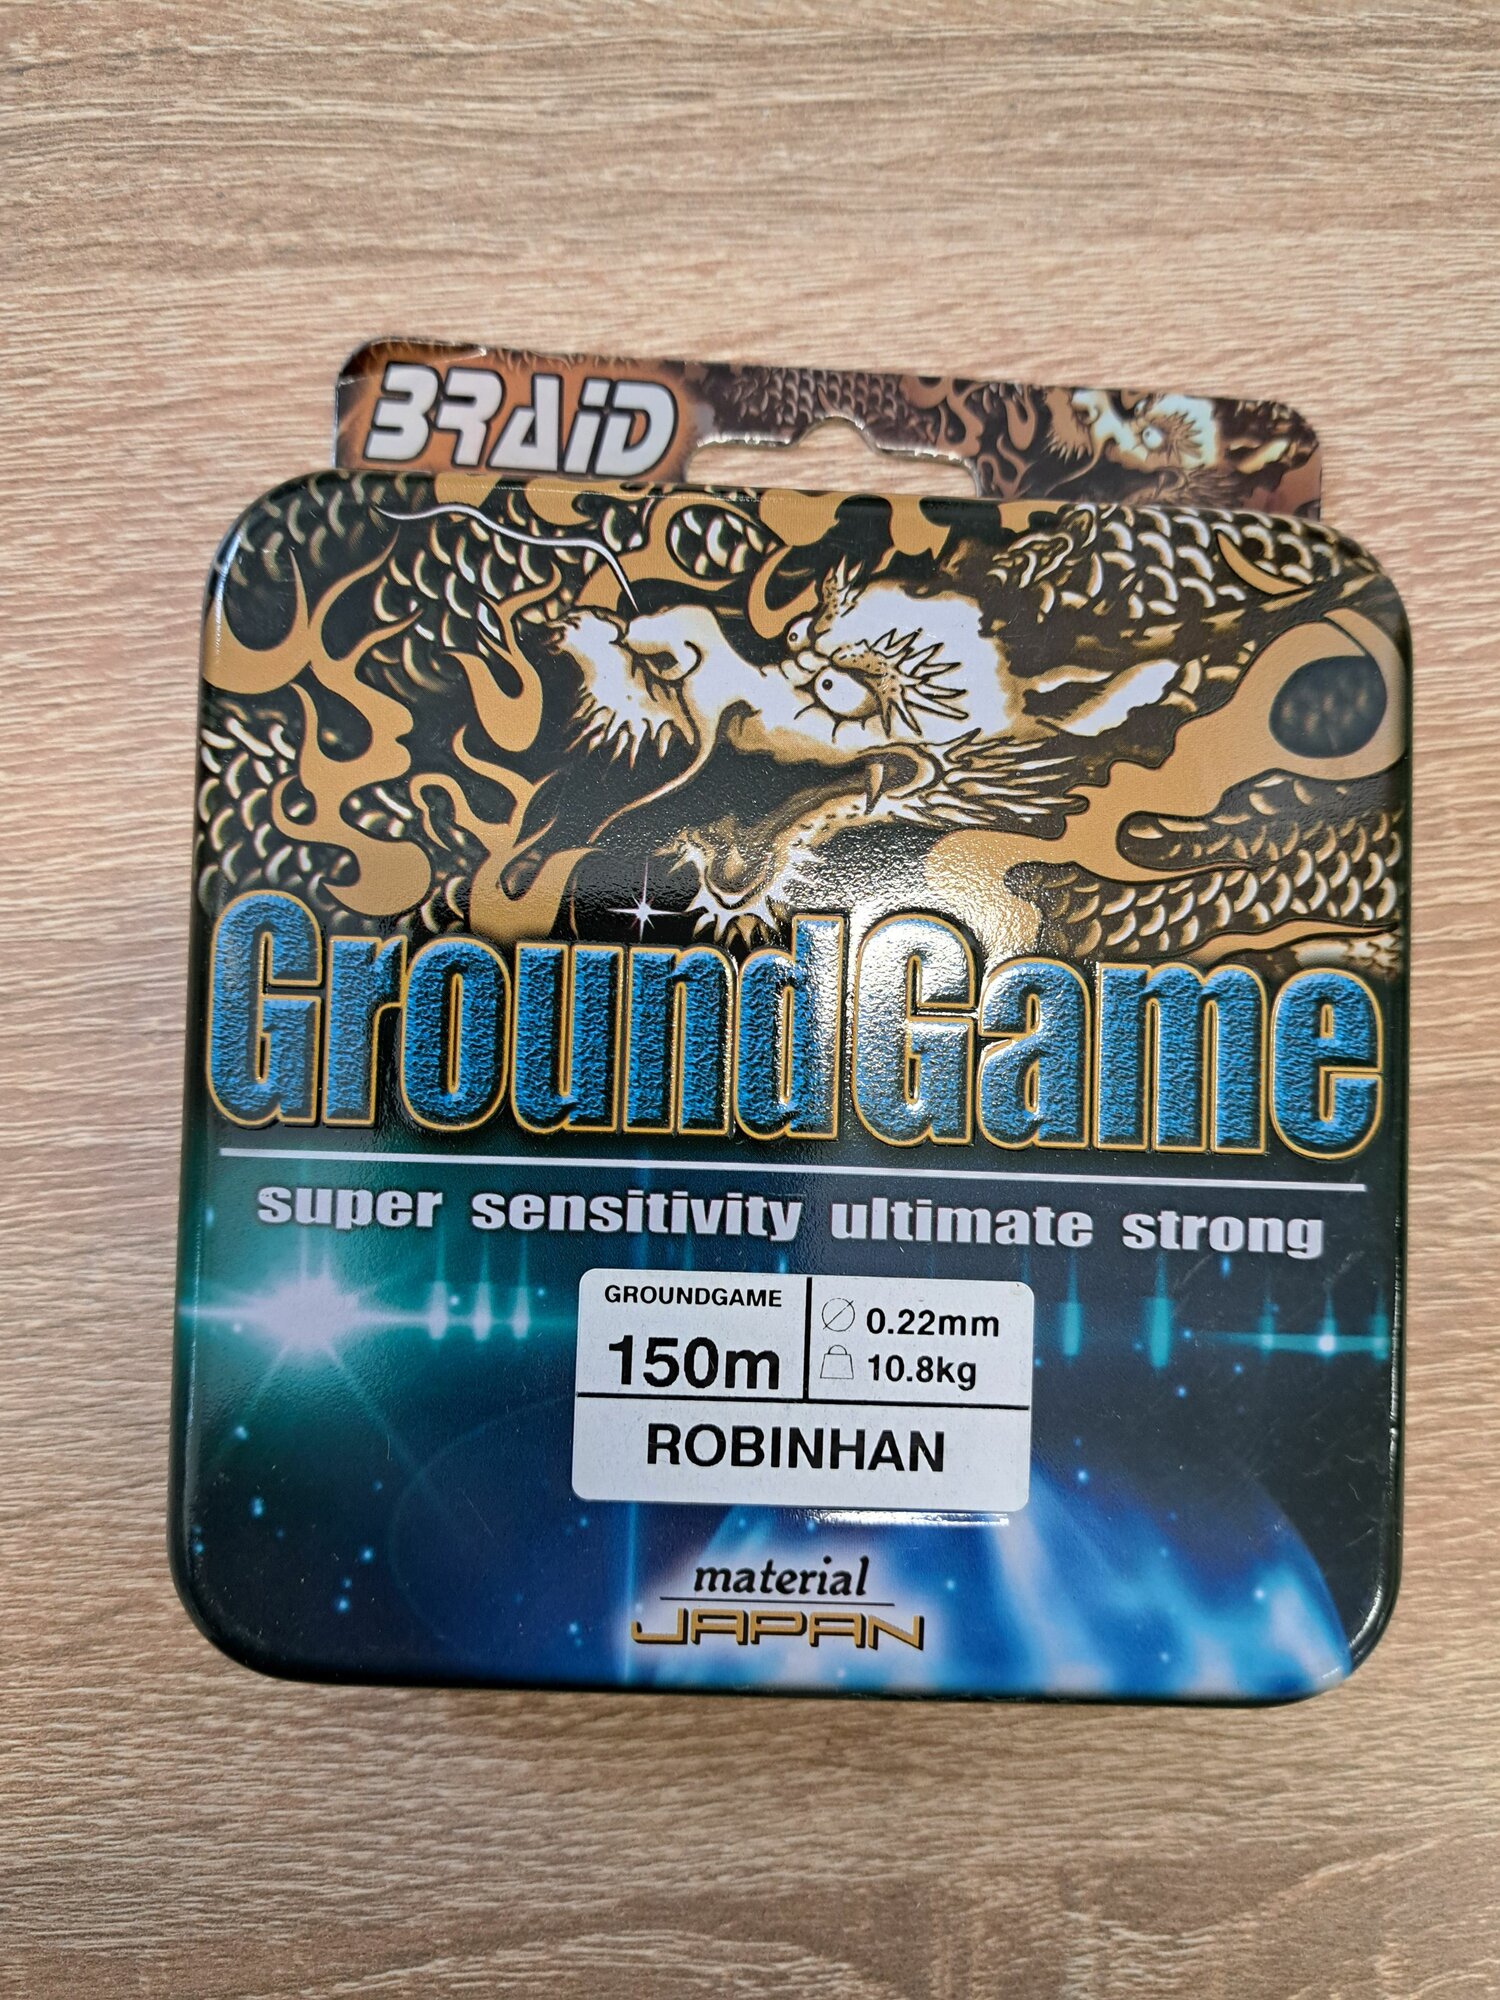 BRAID
GroundGame
super sensitivity ultimate strong
GROUNDGAME
150m
0.22mm
10.8kg
ROBINHAN
material
JAPAN